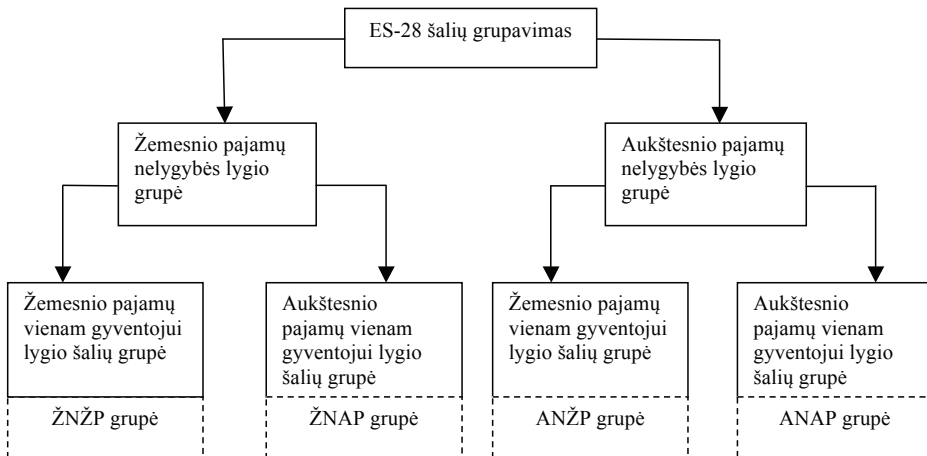 ES-28 šalių grupavimas
Žemesnio pajamų
nelygybės lygio
grupė
Aukštesnio pajamų
nelygybės lygio
grupė
Žemesnio pajamų
vienam gyventojui
lygio šalių grupė
Aukštesnio
pajamų vienam
gyventojui lygio
šalių grupė
Žemesnio pajamų
vienam gyventojui
lygio šalių grupė
Aukštesnio
pajamų vienam
gyventojui lygio
šalių grupė
ŽNŽP grupė
ŽNAP grupė
ANŽP grupė
ANAP grupė